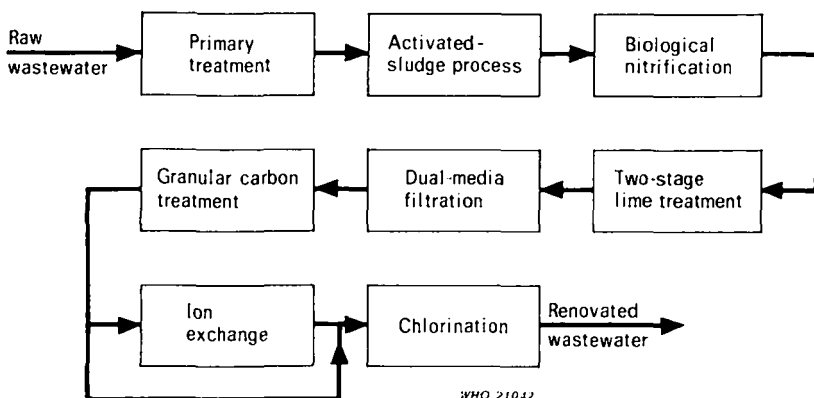 Raw
wastewater
Primary
treatment
Activated-
sludge process
Biological
nitrification
Granular carbon
treatment
Dual-media
filtration
Two-stage
lime treatment
Ion
exchange
Chlorination
Renovated
wastewater
WHO 21042